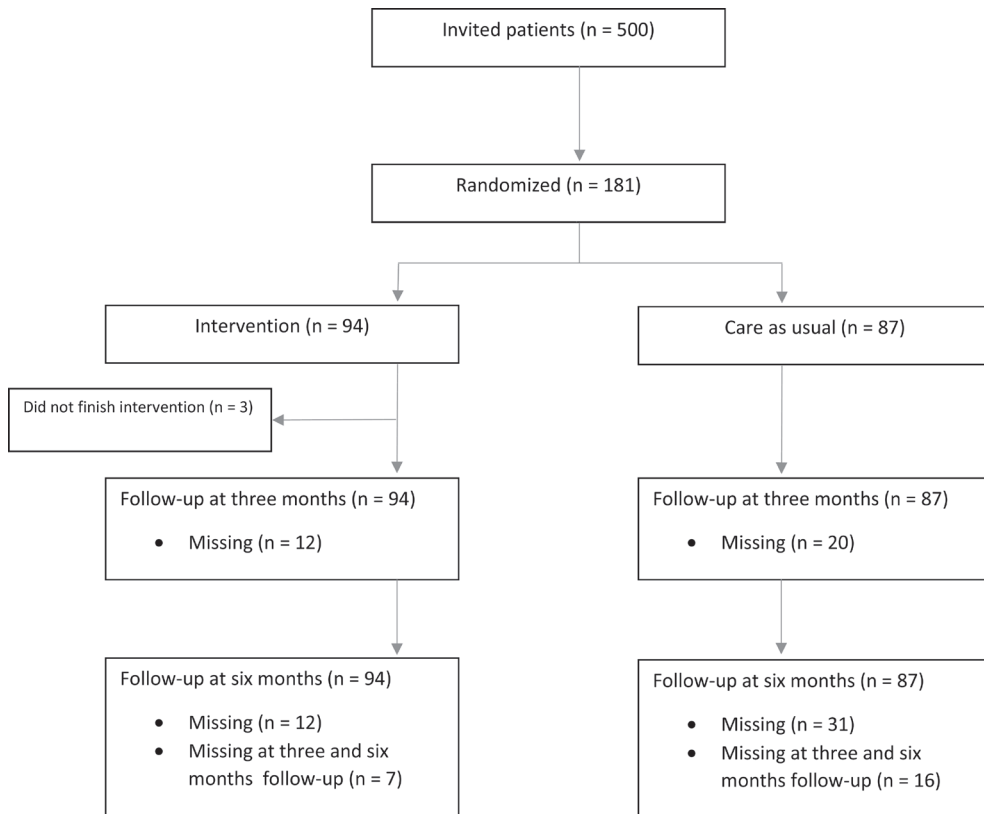 Invited patients (n = 500)
Randomized (n = 181)
Intervention (n = 94)
Care as usual (n = 87)
Did not finish intervention (n = 3)
Follow-up at three months (n = 94)
• Missing (n = 12)
Follow-up at three months (n = 87)
• Missing (n = 20)
Follow-up at six months (n = 94)
• Missing (n = 12)
• Missing at three and six
months follow-up (n = 7)
Follow-up at six months (n = 87)
• Missing (n = 31)
• Missing at three and six
months follow-up (n = 16)